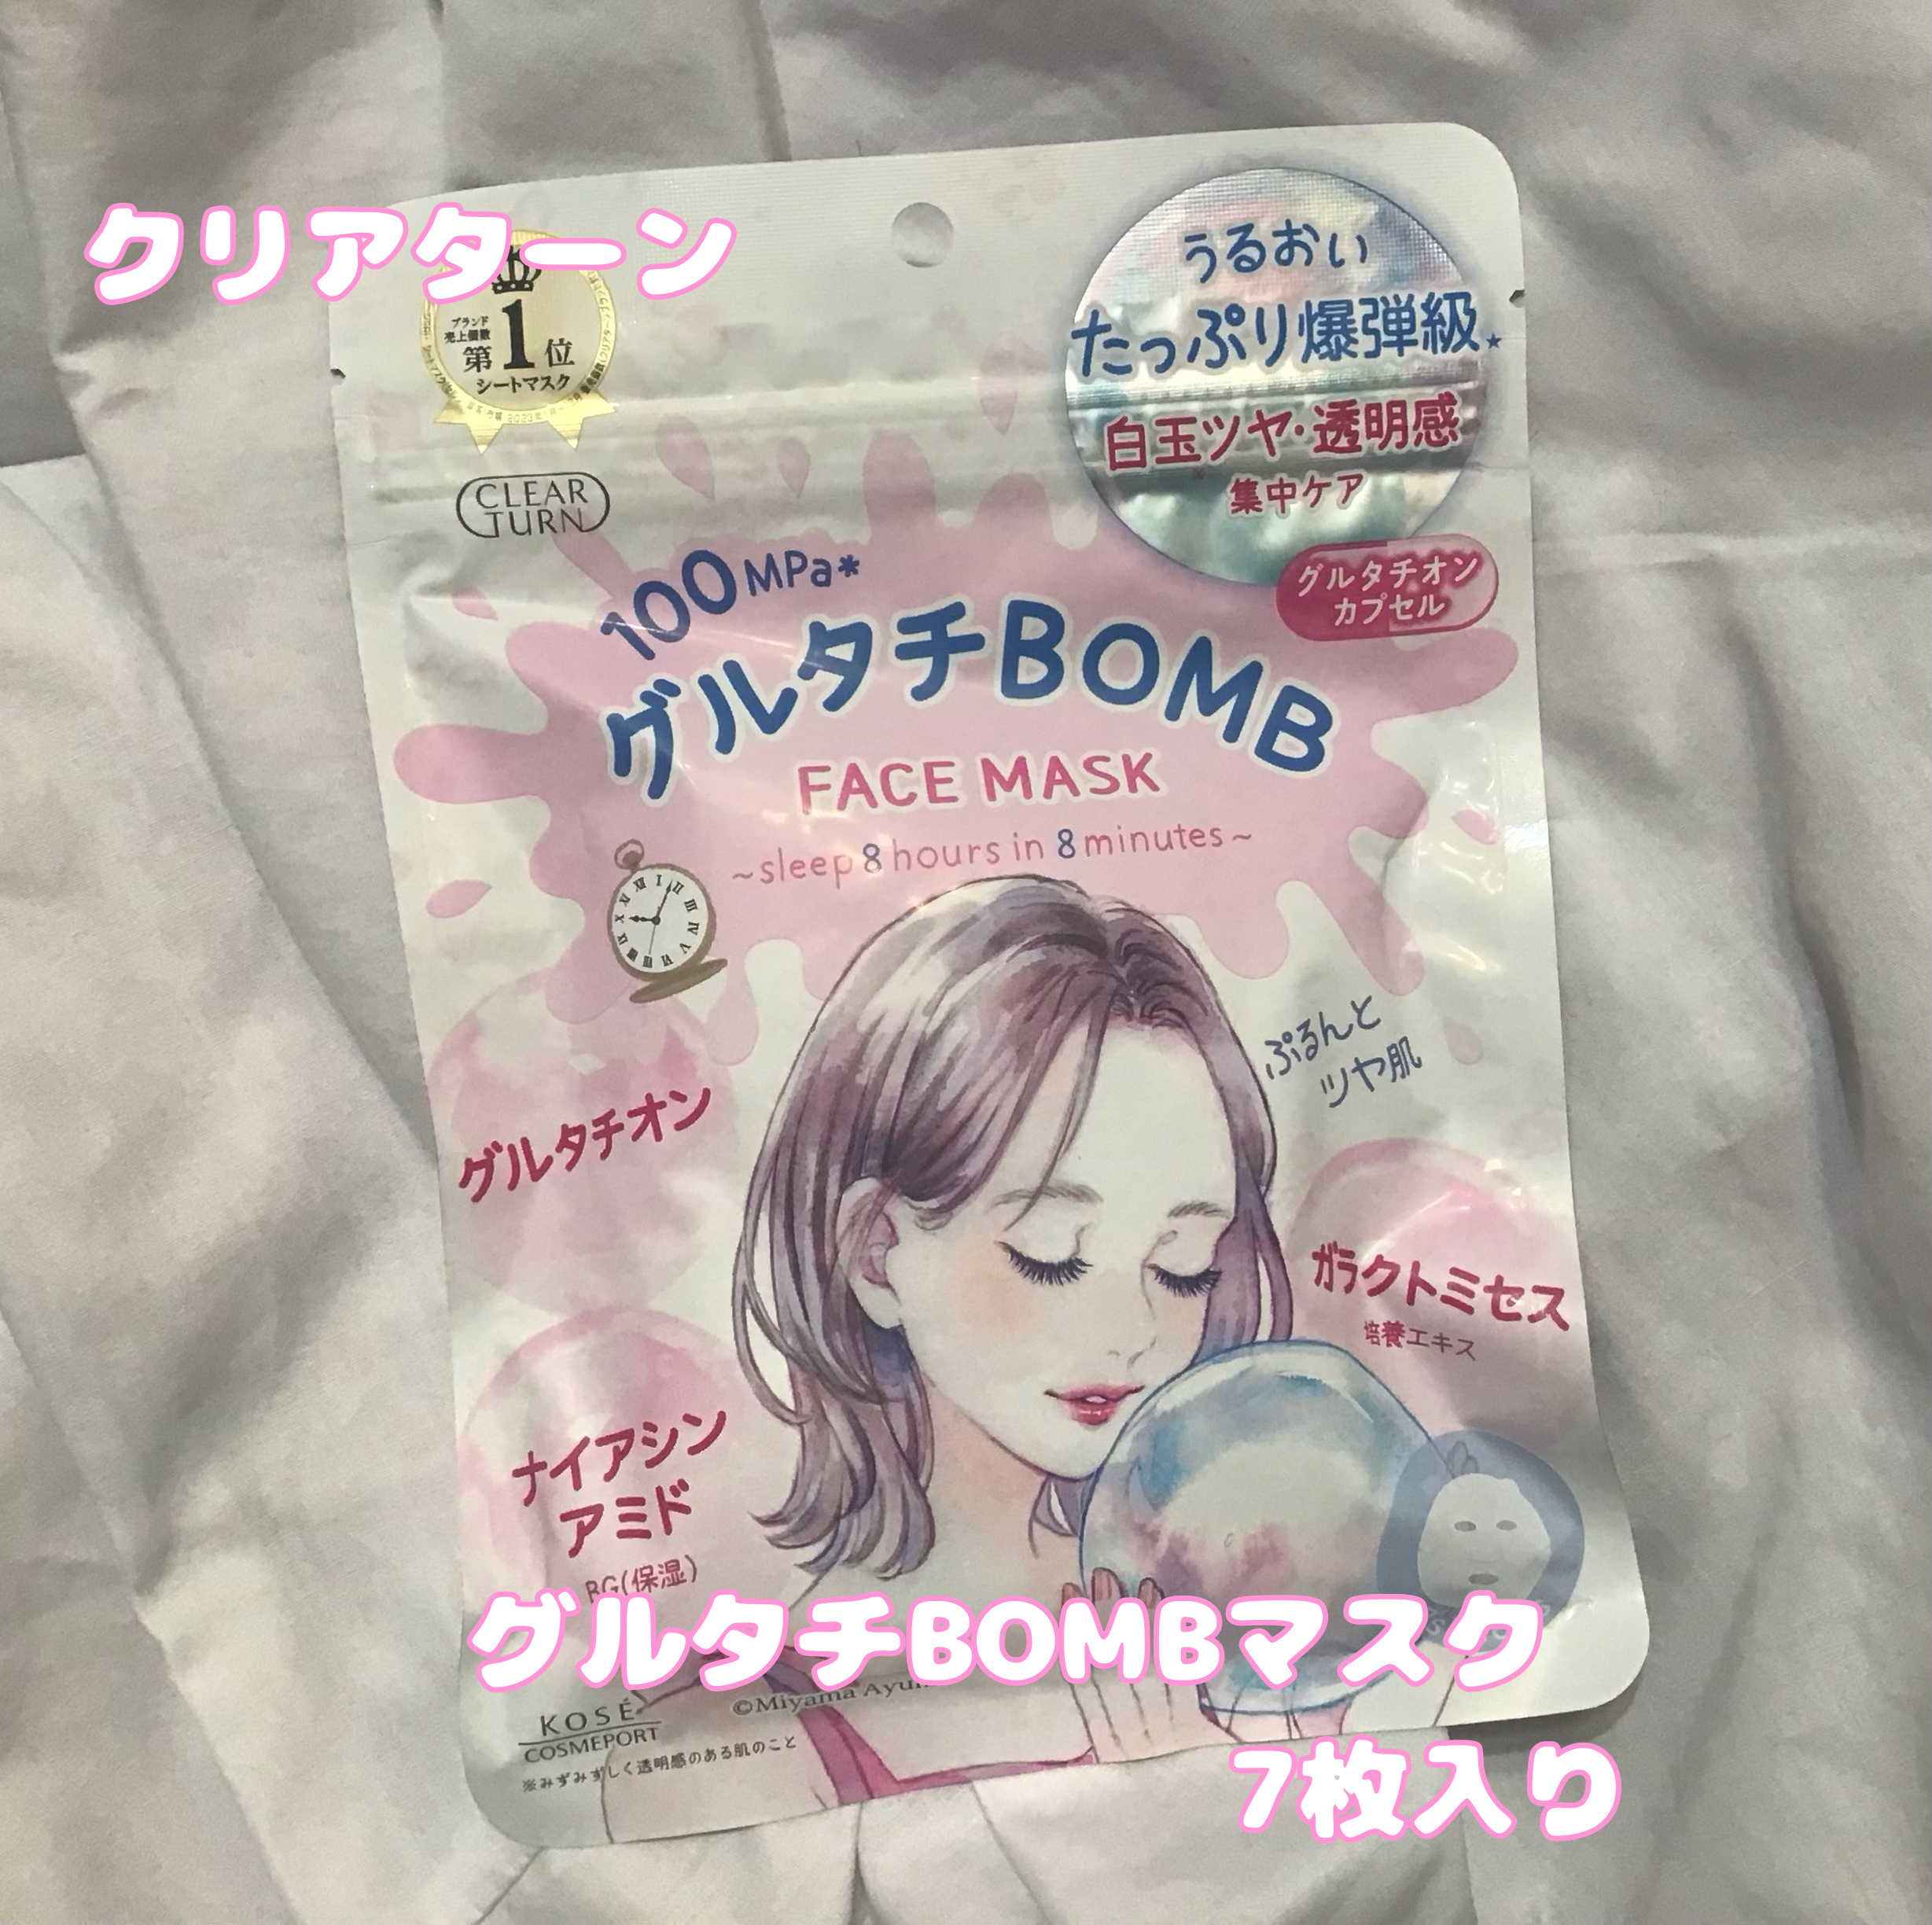 クリアターン
ブランド
売上個数
第1位
シートマスク
うるおい
たっぷり爆弾級★
白玉ツヤ・透明感
集中ケア
グルタチオン
カプセル
CLEAR
TURN
100MPa*
グルタチBOMB
FACE MASK
~sleep 8 hours in 8 minutes~
ぷるんと
ツヤ肌
グルタチオン
ガラクトミセス
培養エキス
ナイアシン
アミド
BG(保湿)
グルタチBOMBマスク
©Miyama
KOSÉ
COSMEPORT
※みずみずしく透明感のある肌のこと
7枚入り